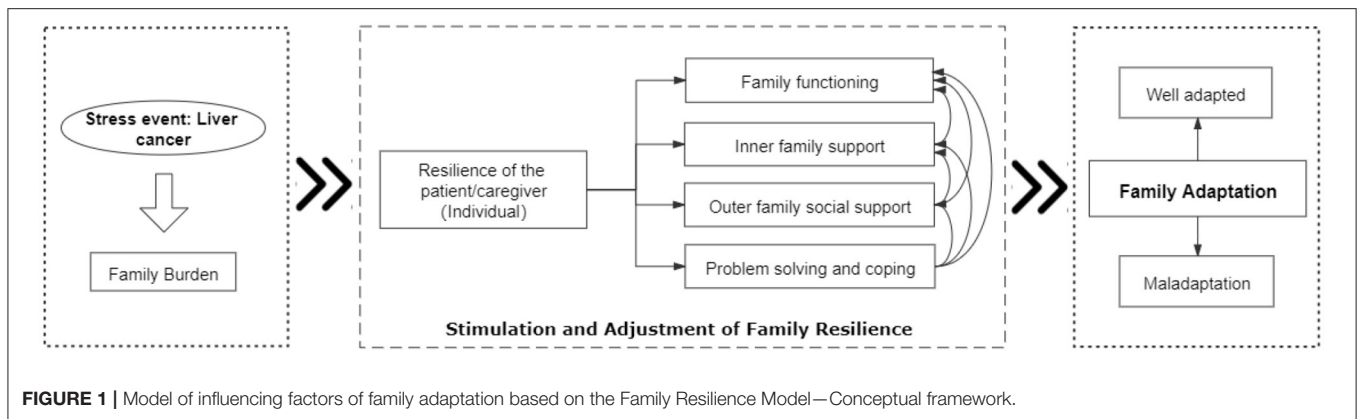 Stress event: Liver
cancer
Family Burden
Resilience of the
patient/caregiver
(Individual)
Family functioning
Inner family support
Outer family social support
Problem solving and coping
Stimulation and Adjustment of Family Resilience
Well adapted
Family Adaptation
Maladaptation
FIGURE 1 | Model of influencing factors of family adaptation based on the Family Resilience Model—Conceptual framework.